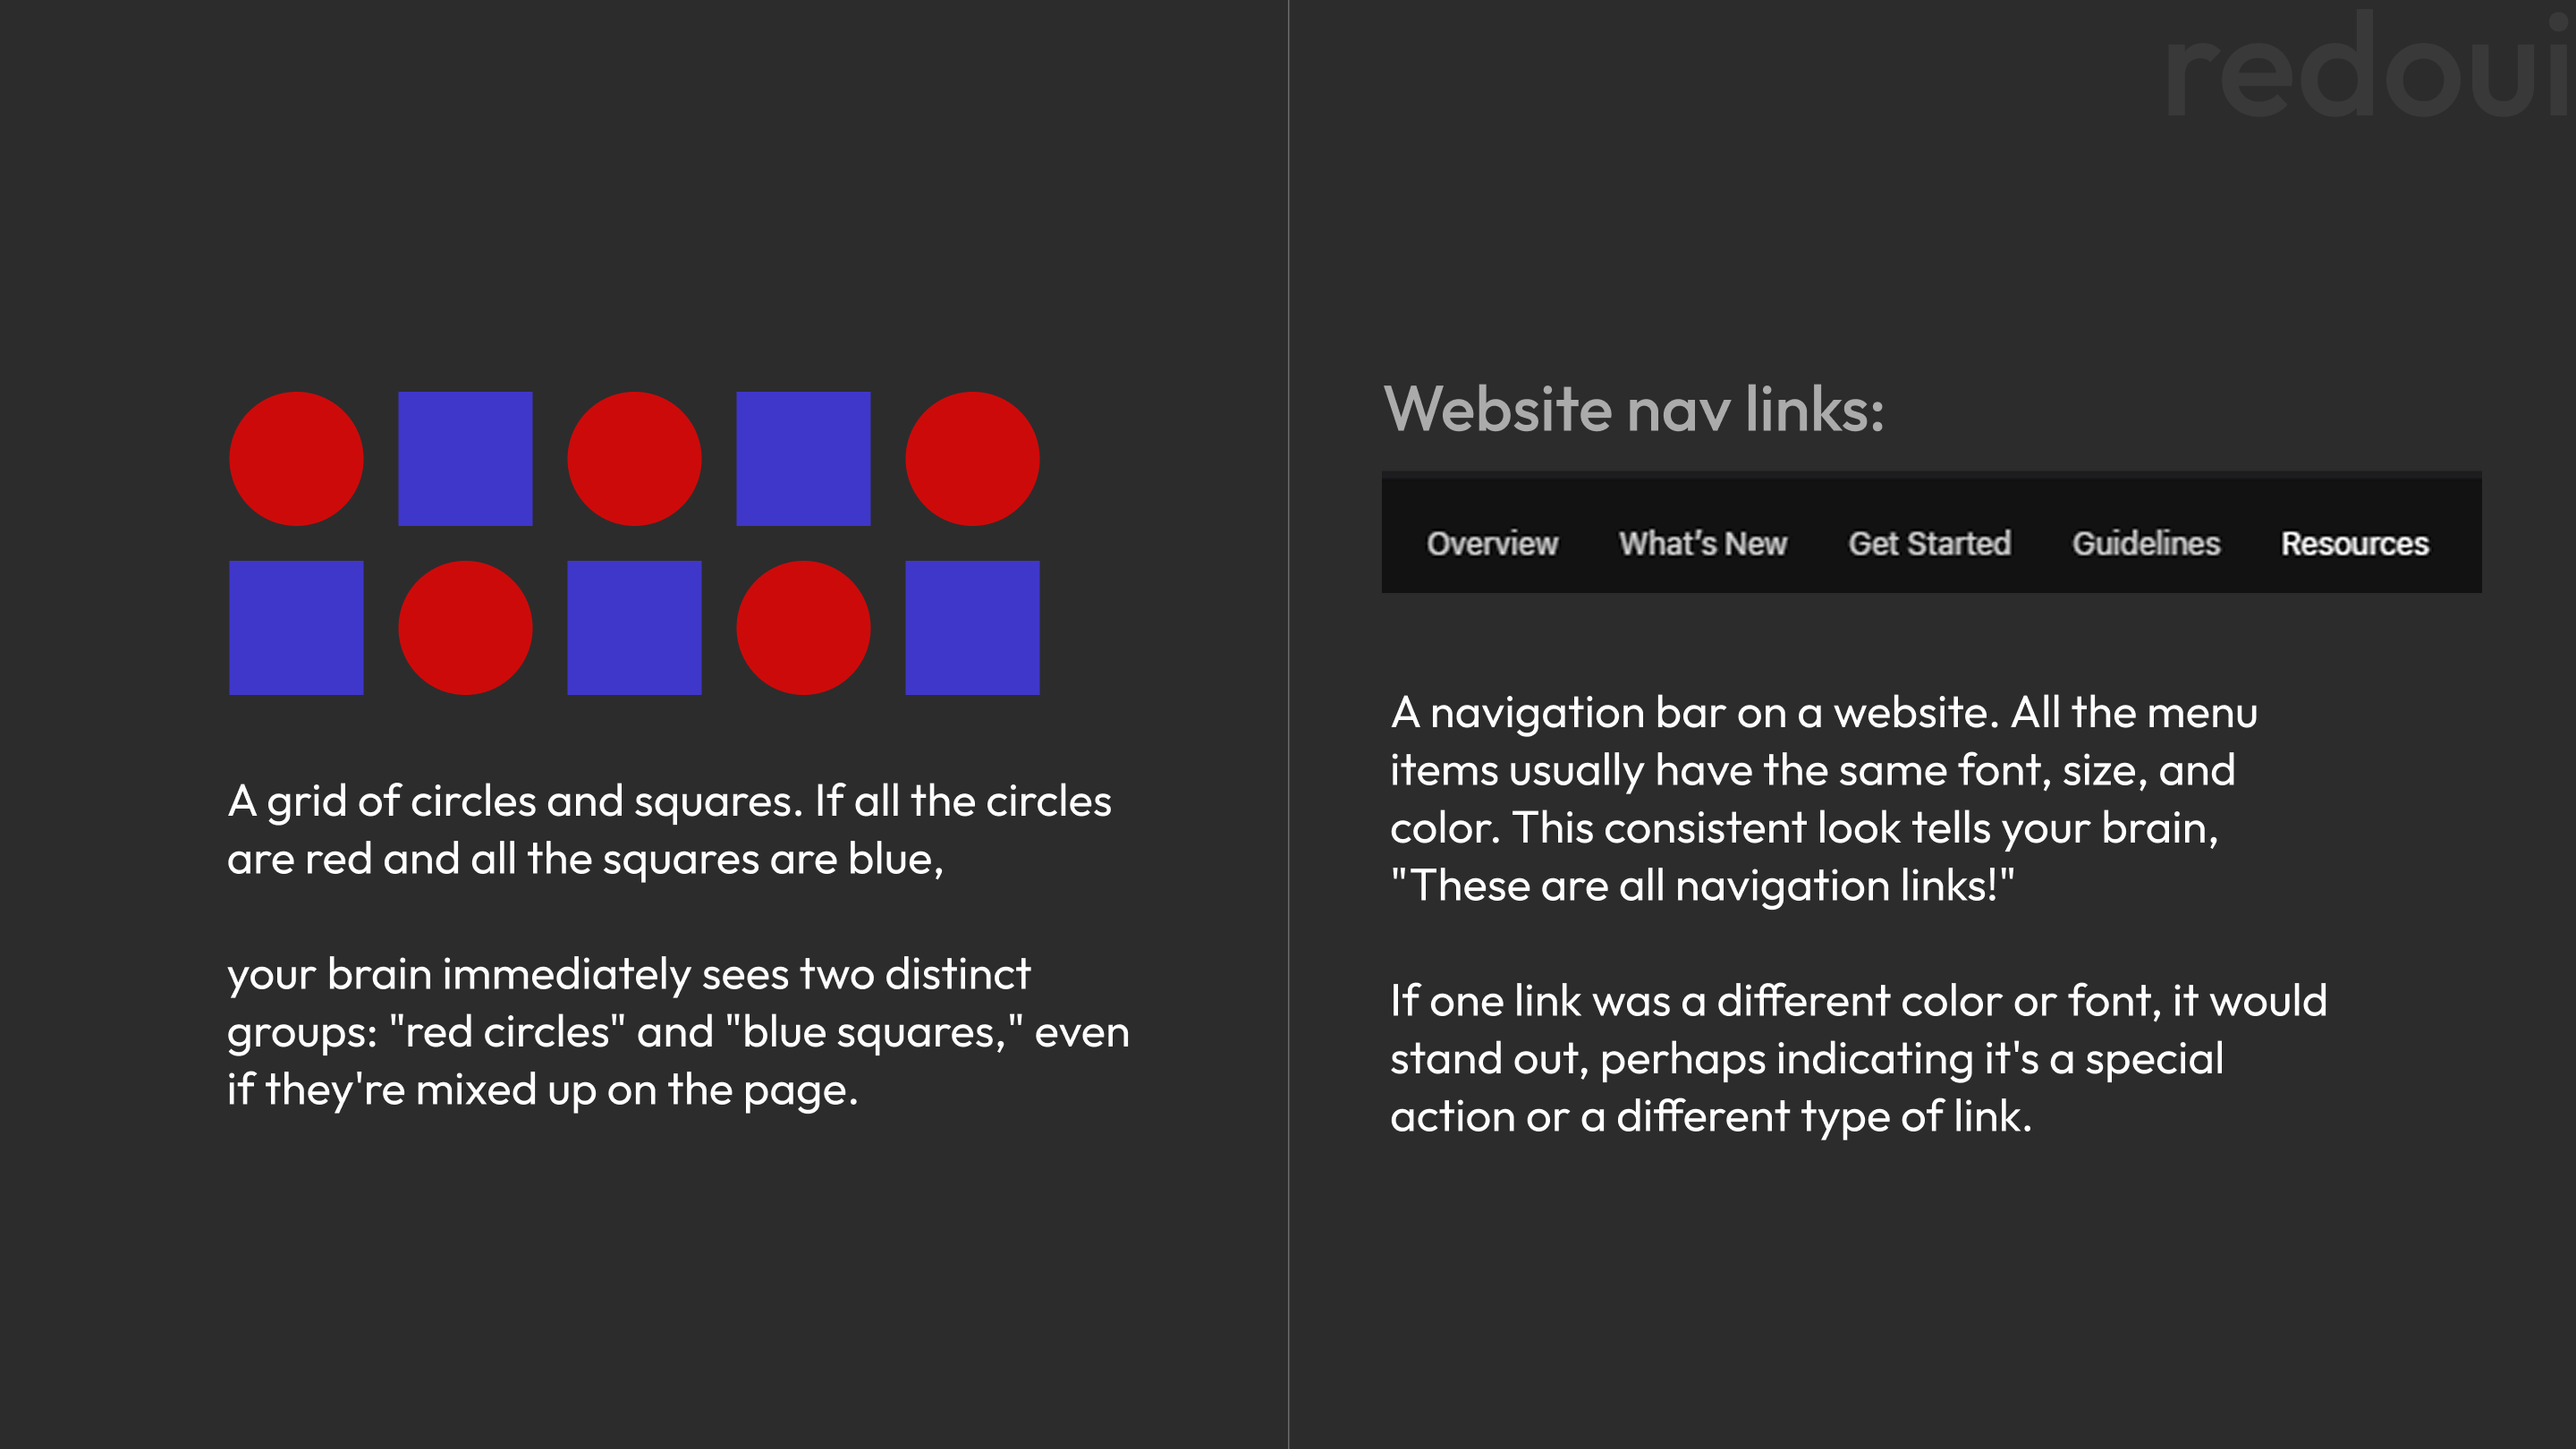 redoui
A grid of circles and squares. If all the circles
are red and all the squares are blue,
your brain immediately sees two distinct
groups: "red circles" and "blue squares," even
if they're mixed up on the page.
Website nav links:
Overview What's New Get Started Guidelines Resources
A navigation bar on a website. All the menu
items usually have the same font, size, and
color. This consistent look tells your brain,
"These are all navigation links!"
If one link was a different color or font, it would
stand out, perhaps indicating it's a special
action or a different type of link.